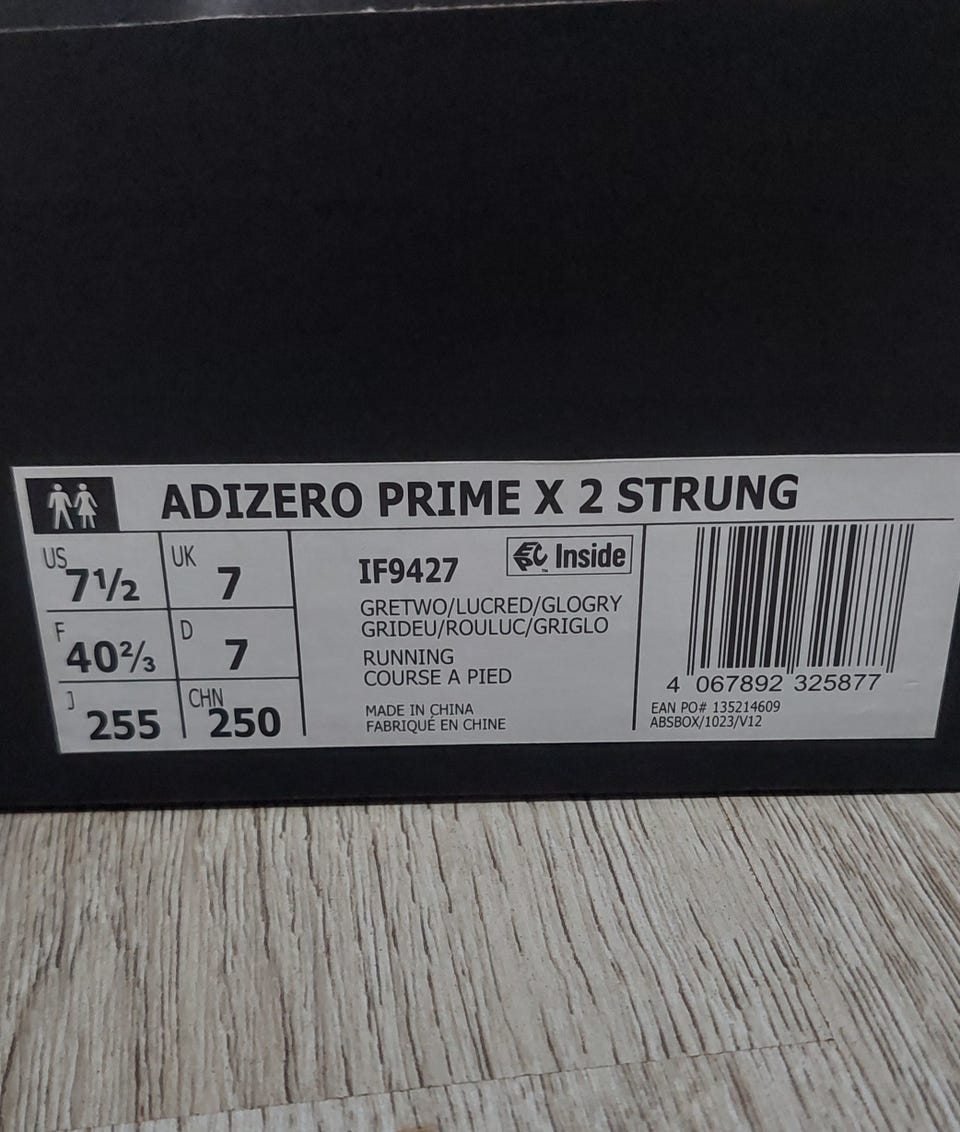 ADIZERO PRIME X 2 STRUNG
US 7½ UK 7
F 40⅔ D 7
J 255 CHN 250
IF9427
EPC Inside
GRETWO/LUCRED/GLOGRY
GRIDEU/ROULUC/GRIGLO
RUNNING
COURSE A PIED
MADE IN CHINA
FABRIQUÉ EN CHINE
4 067892 325877
EAN PO# 135214609
ABSBOX/1023/V12